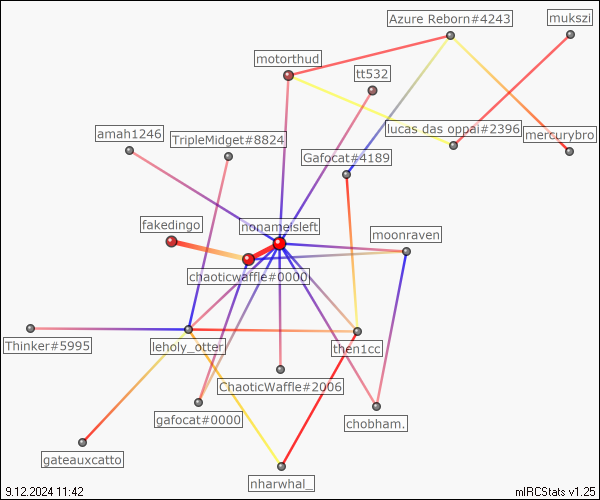 Azure Reborn#4243
mukszi
motorthud
tt532
amah1246
TripleMidget#8824
lucas das oppai#2396
mercurybro
Gafocat#4189
fakedingo
nonameisleft
moonraven
chaoticwaffle#0000
Thinker#5995
leholy_otter
then1cc
ChaoticWaffle#2006
gafocat#0000
chobham.
gateauxcatto
nharwhal_
9.12.2024 11:42
mIRCStats v1.25